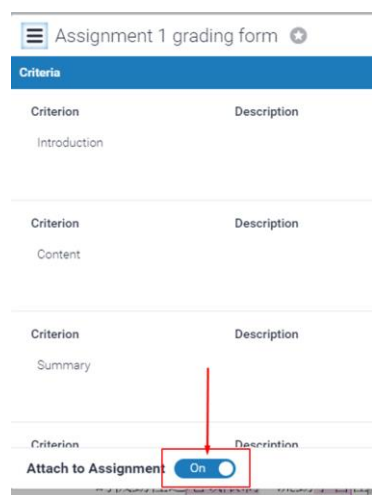 Assignment 1 grading form
Criteria
Criterion Description
Introduction
Criterion Description
Content
Criterion Description
Summary
Criterion Description
Attach to Assignment On